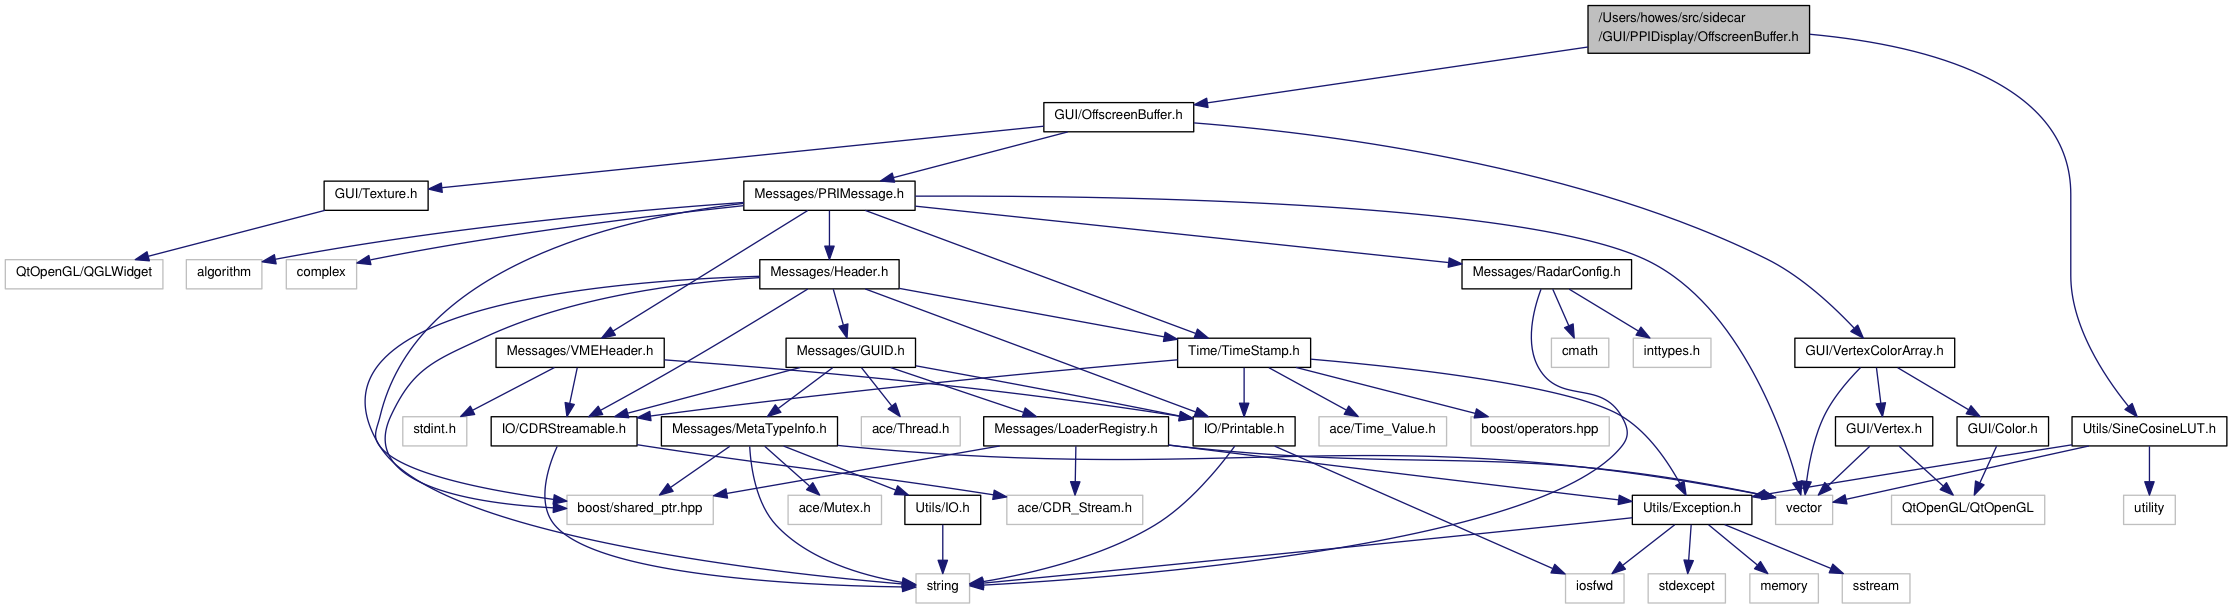 /Users/howes/src/sidecar
/GUI/PPIDisplay/OffscreenBuffer.h
GUI/OffscreenBuffer.h
GUI/Texture.h
Messages/PRIMessage.h
QtOpenGL/QGLWidget
algorithm
complex
Messages/Header.h
Messages/RadarConfig.h
Messages/VMEHeader.h
Messages/GUID.h
Time/TimeStamp.h
cmath
inttypes.h
GUI/VertexColorArray.h
stdint.h
IO/CDRStreamable.h
Messages/MetaTypeInfo.h
ace/Thread.h
Messages/LoaderRegistry.h
IO/Printable.h
ace/Time_Value.h
boost/operators.hpp
GUI/Vertex.h
GUI/Color.h
Utils/SineCosineLUT.h
boost/shared_ptr.hpp
ace/Mutex.h
Utils/IO.h
ace/CDR_Stream.h
Utils/Exception.h
vector
QtOpenGL/QtOpenGL
utility
string
iosfwd
stdexcept
memory
sstream